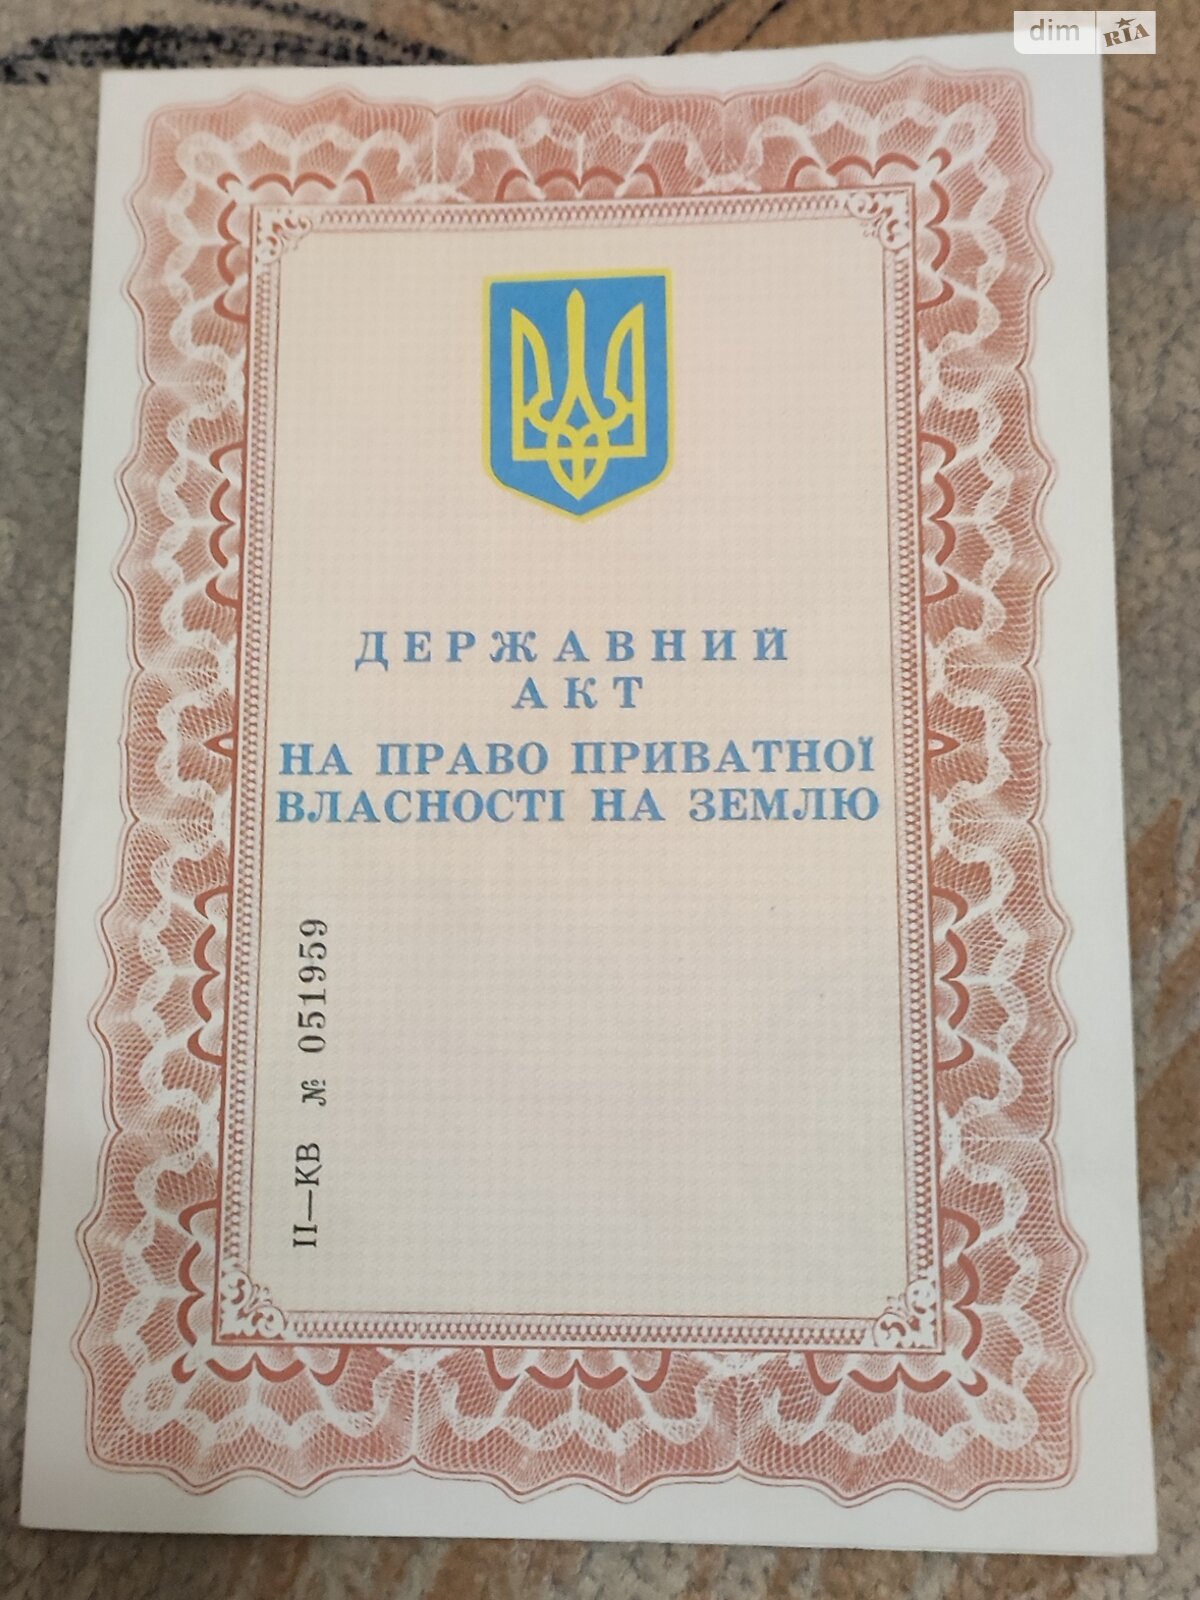 dim RIA
ДЕРЖАВНИЙ
АКТ
НА ПРАВО ПРИВАТНОЇ
ВЛАСНОСТІ НА ЗЕМЛЮ
II—КВ № 051959